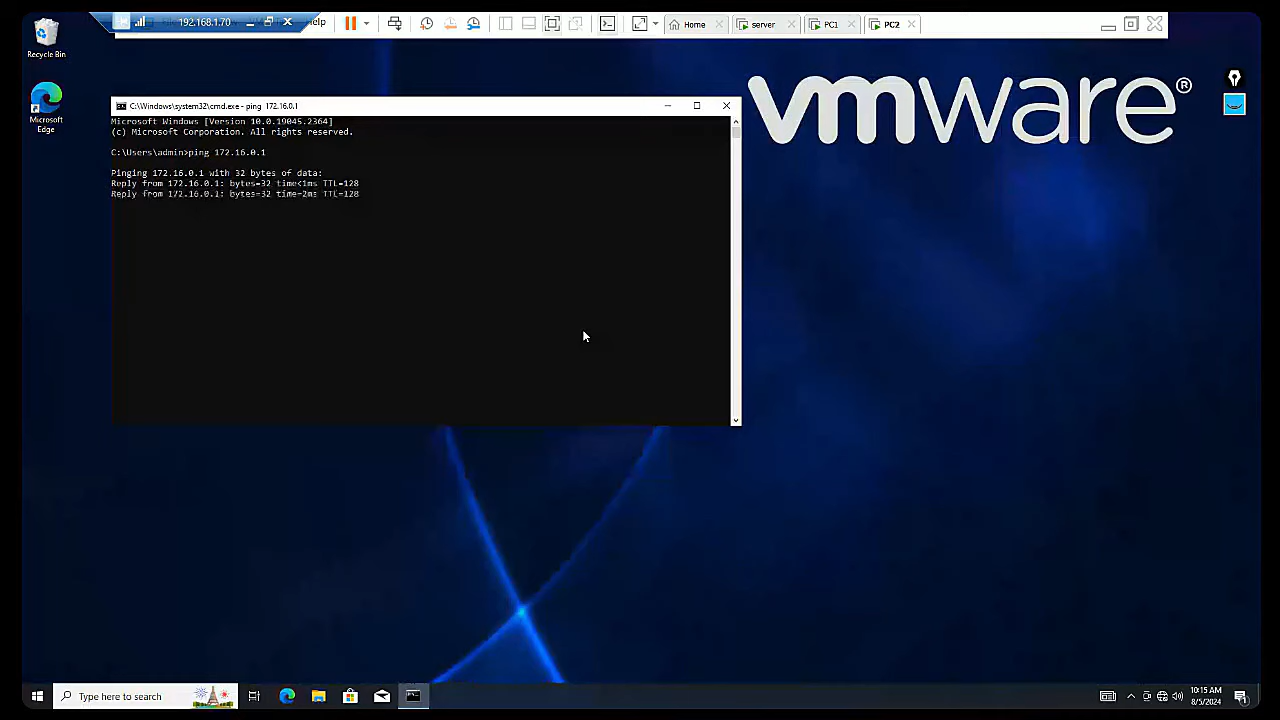 192.168.1.70
lp
Home
server
PC1
PC2
Recycle Bin
Microsoft Edge
vmware®
C:\Windows\system32\cmd.exe - ping 172.16.0.1
Microsoft Windows [Version 10.0.19045.2364]
(c) Microsoft Corporation. All rights reserved.
C:\Users\admin>ping 172.16.0.1
Pinging 172.16.0.1 with 32 bytes of data:
Reply from 172.16.0.1: bytes=32 time<1ms TTL=128
Reply from 172.16.0.1: bytes=32 time=2ms TTL=128
Type here to search
10:15 AM
8/5/2024
1